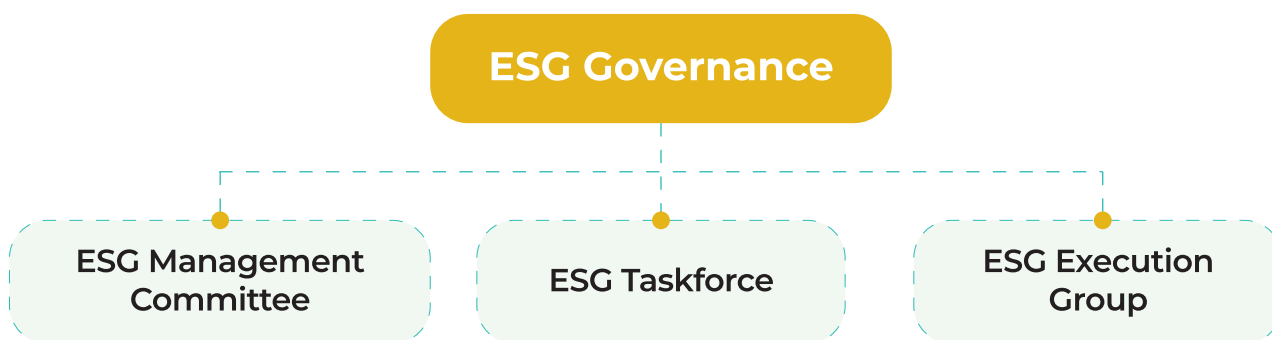 ESG Governance
ESG Management
Committee
ESG Taskforce
ESG Execution
Group